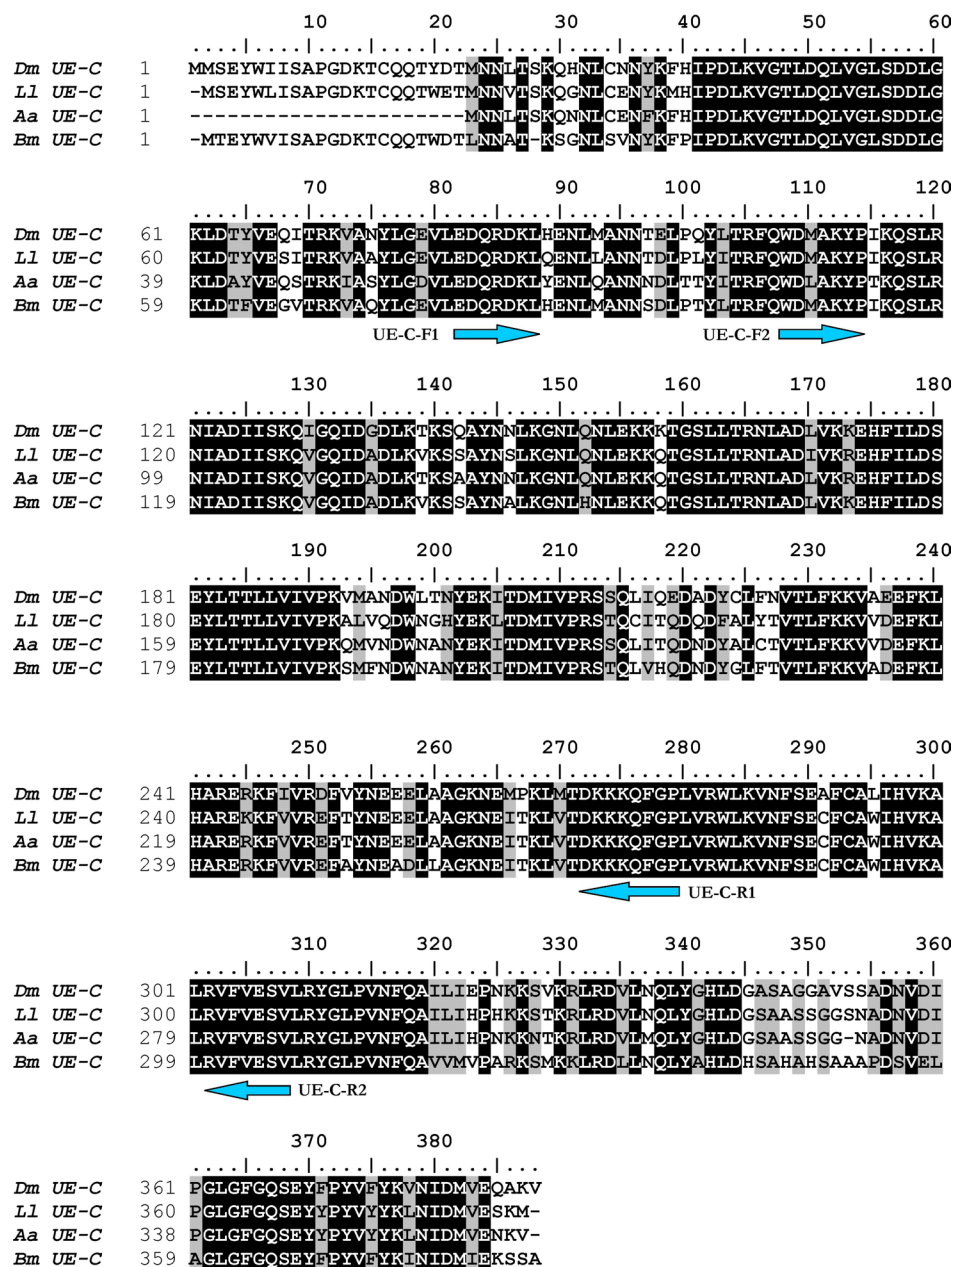 10 20 30 40 50 60
Dm UE-C 1 MMSEYWIISAPGDKTCQQTYDTMNNLTSKQHNLCNNYKFHIPDLKVGTLDQLVGLSDDLG
Ll UE-C 1 -MSEYWLISAPGDKTCQQTWETMNNVTSKQGNLCENYKMHIPDLKVGTLDQLVGLSDDLG
Aa UE-C 1 ----------------------MNNLTSKQNNLCENFKFHIPDLKVGTLDQLVGLSDDLG
Bm UE-C 1 -MTEYWVISAPGDKTCQQTWDTLNNAT-KSGNLSVNYKFPIPDLKVGTLDQLVGLSDDLG
70 80 90 100 110 120
Dm UE-C 61 KLDTYVEQITRKVANYLGEVLEDQRDKLHENLMANNTELPQYLTRFQWDMAKYPIKQSLR
Ll UE-C 60 KLDTYVESITRKVAAYLGEVLEDQRDKLQENLLANNTDLPLYITRFQWDMAKYPIKQSLR
Aa UE-C 39 KLDAYVEQSTRKIASYLGDVLEDQRDKLYENLQANNNDLTTYITRFQWDLAKYPTKQSLR
Bm UE-C 59 KLDTFVEGVTRKVAQYLGEVLEDQRDKLHENLMANNSDLPTYLTRFQWDMAKYPIKQSLR
UE-C-F1 UE-C-F2
130 140 150 160 170 180
Dm UE-C 121 NIADIISKQIGQIDGDLKTKSQAYNNLKGNLQNLEKKKTGSLLTRNLADLVKKEHFILDS
Ll UE-C 120 NIADIISKQVGQIDADLKVKSSAYNSLKGNLQNLEKKQTGSLLTRNLADIVKREHFILDS
Aa UE-C 99 NIADIISKQVGQIDADLKTKSAAYNNLKGNLQNLEKKQTGSLLTRNLADLVKREHFILDS
Bm UE-C 119 NIADIISKQVGQIDADLKVKSSAYNALKGNLHNLEKKQTGSLLTRNLADLVKKEHFILDS
190 200 210 220 230 240
Dm UE-C 181 EYLTTLLVIVPKVMANDWLTNYEKITDMIVPRSSQLIQEDADYCLFNVTLFKKVAEEFKL
Ll UE-C 180 EYLTTLLVIVPKALVQDWNGHYEKLTDMIVPRSTQCITQDQDFALYTVTLFKKVVDEFKL
Aa UE-C 159 EYLTTLLVIVPKSMVNDWNANYEKITDMIVPRSSQLITQDNDYALCTVTLFKKVVDEFKL
Bm UE-C 179 EYLTTLLVIVPKSMFNDWNANYEKITDMIVPRSTQLVHQDNDYGLFTVTLFKKVADEFKL
250 260 270 280 290 300
Dm UE-C 241 HARERKFIVRDFVYNEEELAAGKNEMPKLMTDKKKQFGPLVRWLKVNFSEAFCALIHVKA
Ll UE-C 240 HAREKKFVVREFTYNEEELAAGKNEITKLVTDKKKQFGPLVRWLKVNFSECFCAWIHVKA
Aa UE-C 219 HARERKFVVREFTYNEEELAAGKNEITKLVTDKKKQFGPLVRWLKVNFSECFCAWIHVKA
Bm UE-C 239 HARERKFVVREFAYNEADLLAGKNEITKLVTDKKKQFGPLVRWLKVNFSECFCAWIHVKA
UE-C-R1
310 320 330 340 350 360
Dm UE-C 301 LRVFVESVLRYGLPVNFQAILIEPNKKSVKRLRDVLNQLYGHLDGASAGGAVSSADNVDI
Ll UE-C 300 LRVFVESVLRYGLPVNFQAILIHPHKKSTKRLRDVLNQLYGHLDGSAASSGGSNADNVDI
Aa UE-C 279 LRVFVESVLRYGLPVNFQAILIHPNKKNTKRLRDVLMQLYGHLDGSAASSGG-NADNVDI
Bm UE-C 299 LRVFVESVLRYGLPVNFQAVVMVPARKSMKKLRDLLNQLYAHLDHSAHAHSAAAPDSVEL
UE-C-R2
370 380
Dm UE-C 361 PGLGFGQSEYFPYVFYKVNIDMVEQAKV
Ll UE-C 360 PGLGFGQSEYYPYVYYKLNIDMVESKM-
Aa UE-C 338 PGLGFGQSEYYPYVYYKLNIDMVENKV-
Bm UE-C 359 AGLGFGQSEYFPYVFYKINIDMIEKSSA